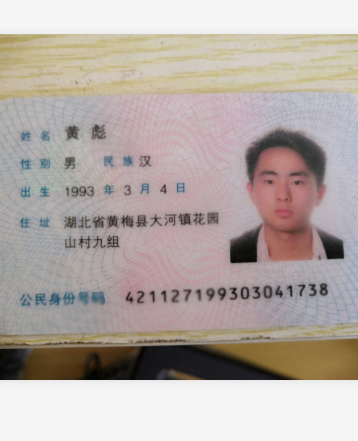 姓名 黄彪
性别 男 民族 汉
出生 1993 年 3 月 4 日
住址 湖北省黄梅县大河镇花园
山村九组
公民身份号码 421127199303041738